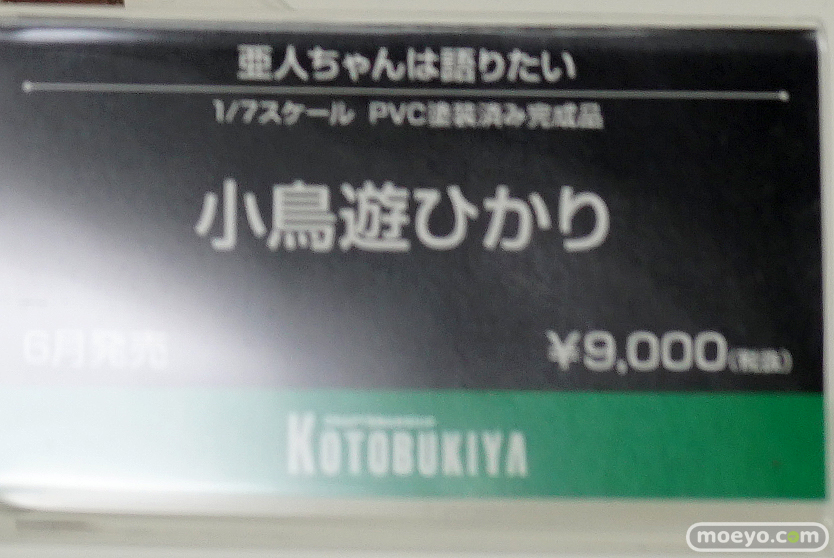 亜人ちゃんは語りたい
1/7スケール PVC塗装済み完成品
小鳥遊ひかり
6月発売
¥9,000(税抜)
KOTOBUKIYA
moeyo.com